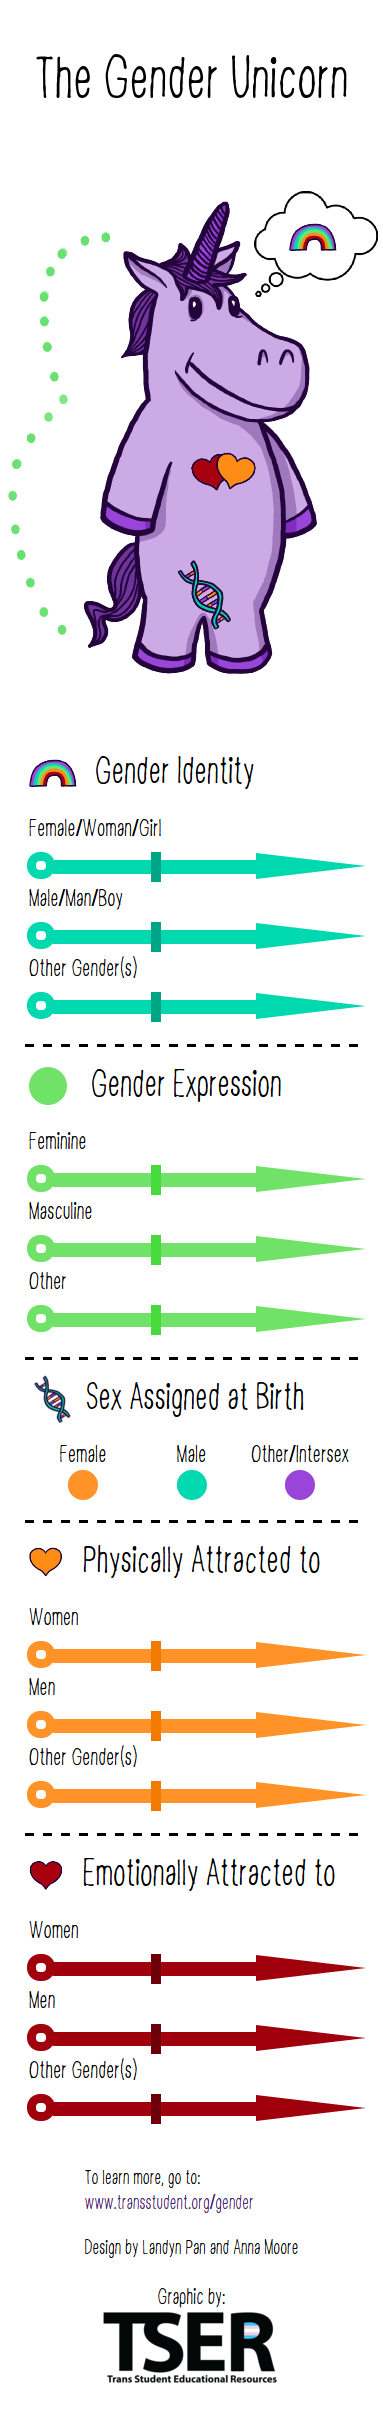 The Gender Unicorn
Gender Identity
Female/Woman/Girl
Male/Man/Boy
Other Gender(s)
Gender Expression
Feminine
Masculine
Other
Sex Assigned at Birth
Female Male Other/Intersex
Physically Attracted to
Women
Men
Other Gender(s)
Emotionally Attracted to
Women
Men
Other Gender(s)
To learn more, go to:
www.transstudent.org/gender
Design by Landyn Pan and Anna Moore
Graphic by:
TSER
Trans Student Educational Resources